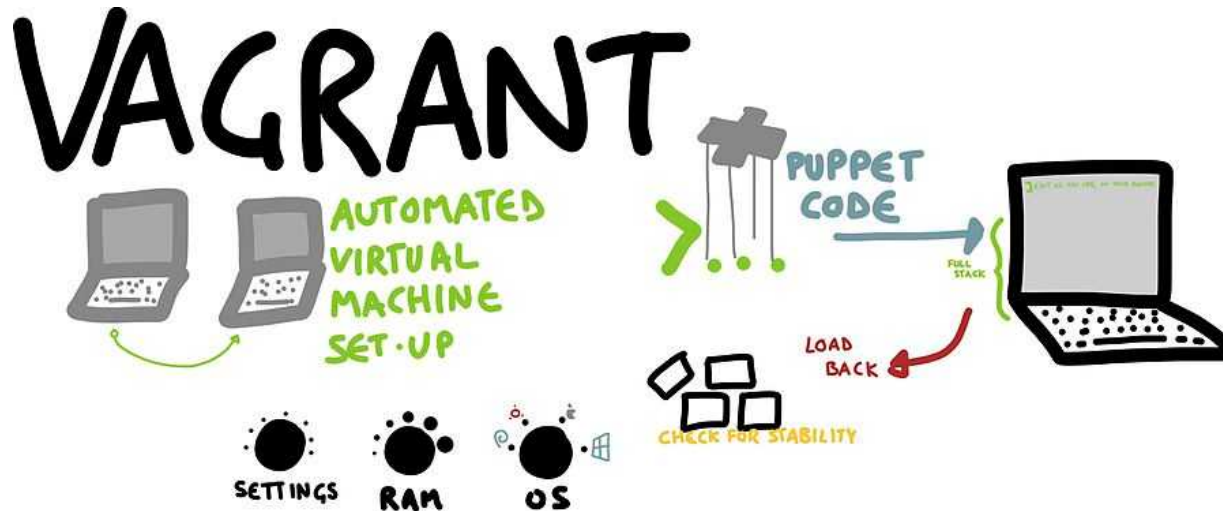 VAGRANT
AUTOMATED
VIRTUAL
MACHINE
SET-UP
PUPPET
CODE
FULL
STACK
LOAD
BACK
CHECK FOR STABILITY
SETTINGS
RAM
OS